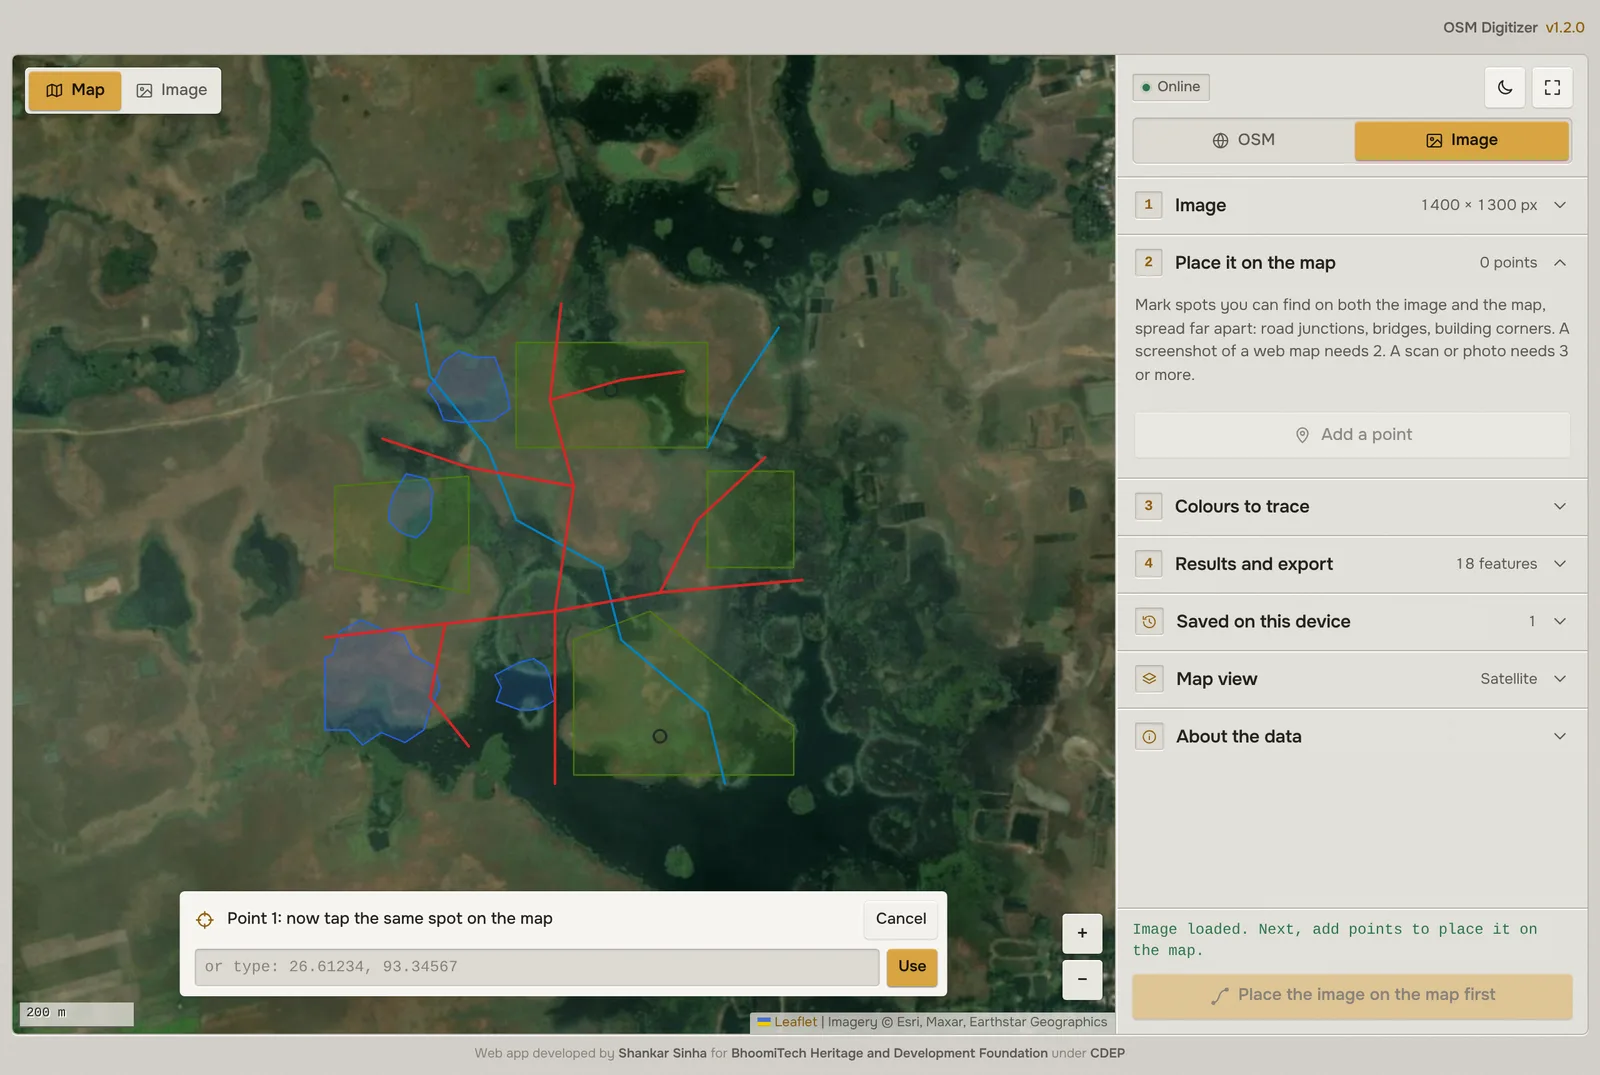 OSM Digitizer v1.2.0
Map
Image
Online
OSM
Image
1 Image 1400 × 1300 px
2 Place it on the map 0 points
Mark spots you can find on both the image and the map,
spread far apart: road junctions, bridges, building corners. A
screenshot of a web map needs 2. A scan or photo needs 3
or more.
Add a point
3 Colours to trace
4 Results and export 18 features
Saved on this device 1
Map view Satellite
About the data
Point 1: now tap the same spot on the map
Cancel
or type: 26.61234, 93.34567
Use
+
−
200 m
Leaflet | Imagery © Esri, Maxar, Earthstar Geographics
Image loaded. Next, add points to place it on
the map.
Place the image on the map first
Web app developed by Shankar Sinha for BhoomiTech Heritage and Development Foundation under CDEP